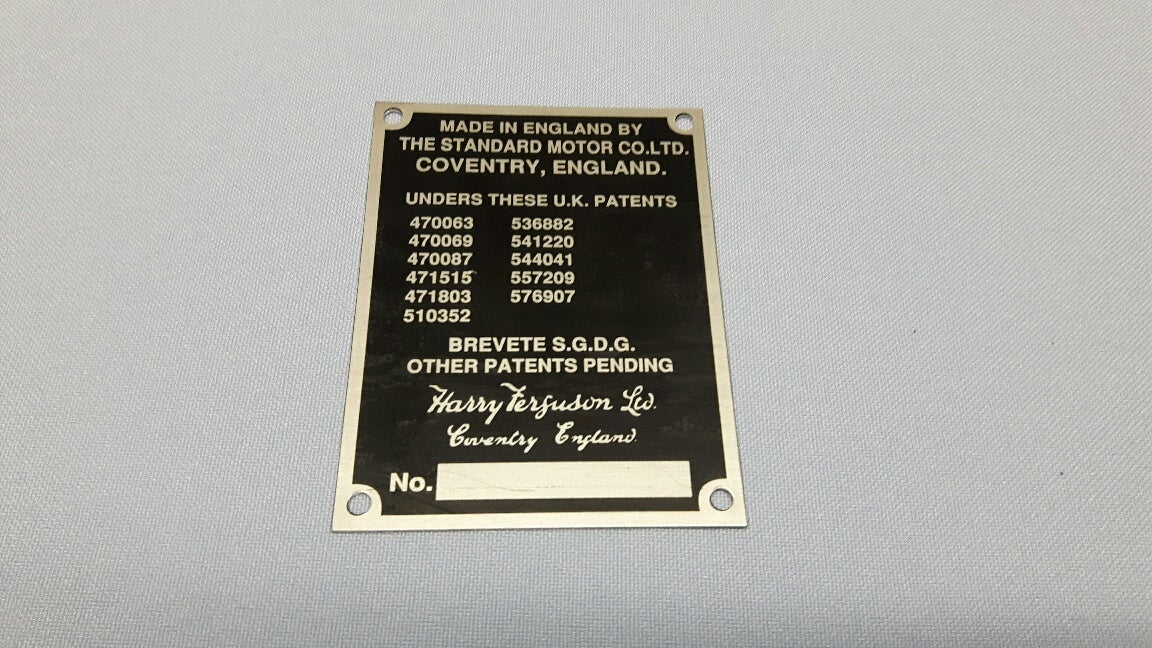 MADE IN ENGLAND BY
THE STANDARD MOTOR CO.LTD.
COVENTRY, ENGLAND.
UNDERS THESE U.K. PATENTS
470063 536882
470069 541220
470087 544041
471515 557209
471803 576907
510352
BREVETE S.G.D.G.
OTHER PATENTS PENDING
Harry Ferguson Ltd.
Coventry England.
No.